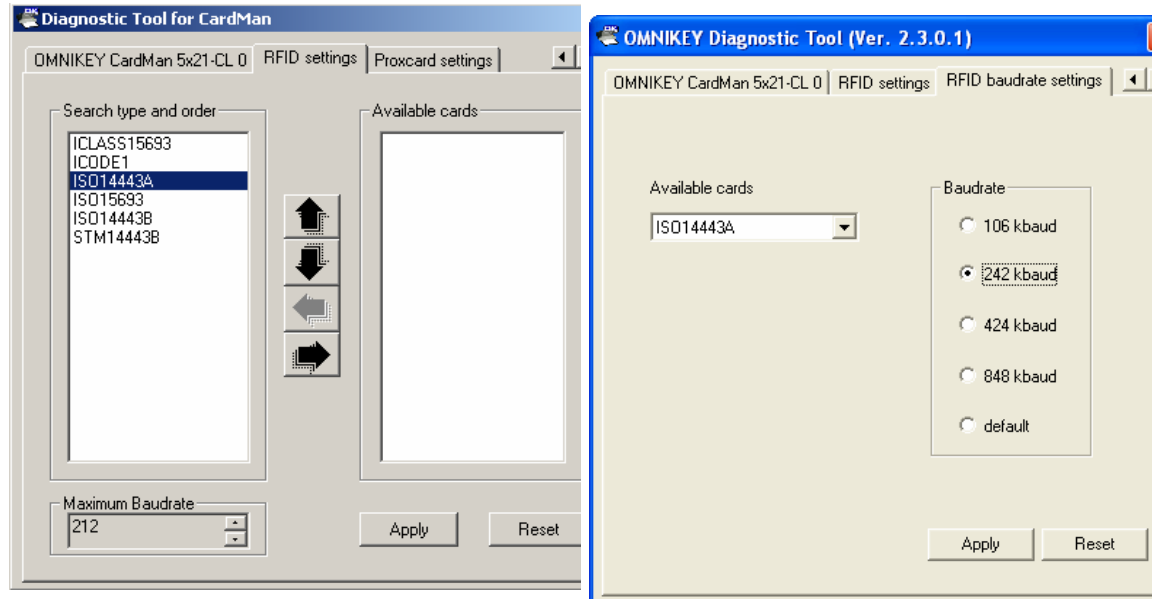 Diagnostic Tool for CardMan
OMNIKEY CardMan 5x21-CL 0
RFID settings
Proxcard settings
Search type and order
ICLASS15693
ICODE1
ISO14443A
ISO15693
ISO14443B
STM14443B
Available cards
Maximum Baudrate
212
Apply
Reset
OMNIKEY Diagnostic Tool (Ver. 2.3.0.1)
OMNIKEY CardMan 5x21-CL 0
RFID settings
RFID baudrate settings
Available cards
ISO14443A
Baudrate
106 kbaud
242 kbaud
424 kbaud
848 kbaud
default
Apply
Reset